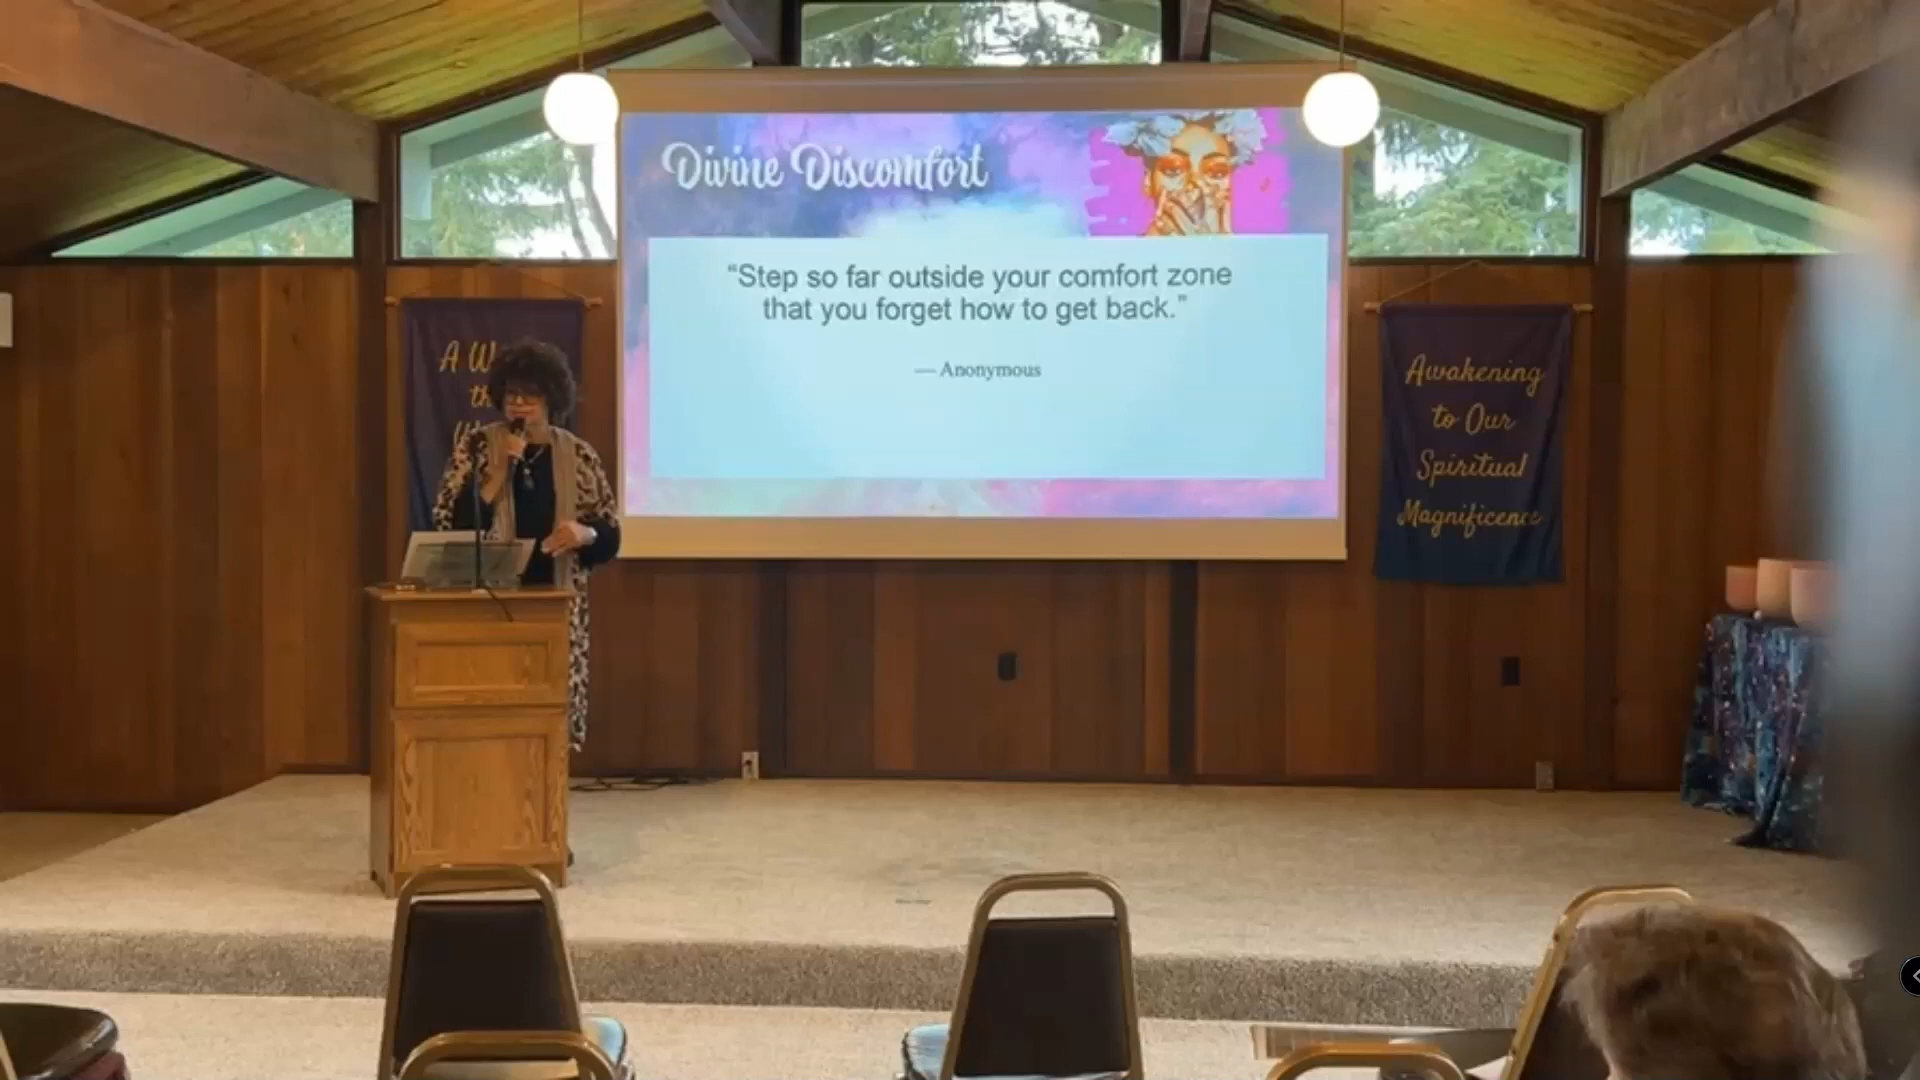 Divine Discomfort
“Step so far outside your comfort zone
that you forget how to get back.”
— Anonymous
A
Awakening
to Our
Spiritual
Magnificence